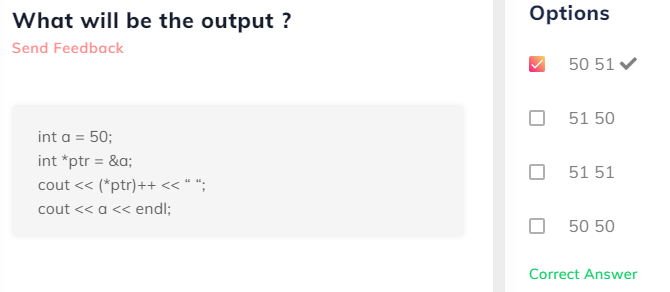 What will be the output ?
Send Feedback
int a = 50;
int *ptr = &a;
cout << (*ptr)++ << “ “;
cout << a << endl;
Options
50 51
51 50
51 51
50 50
Correct Answer